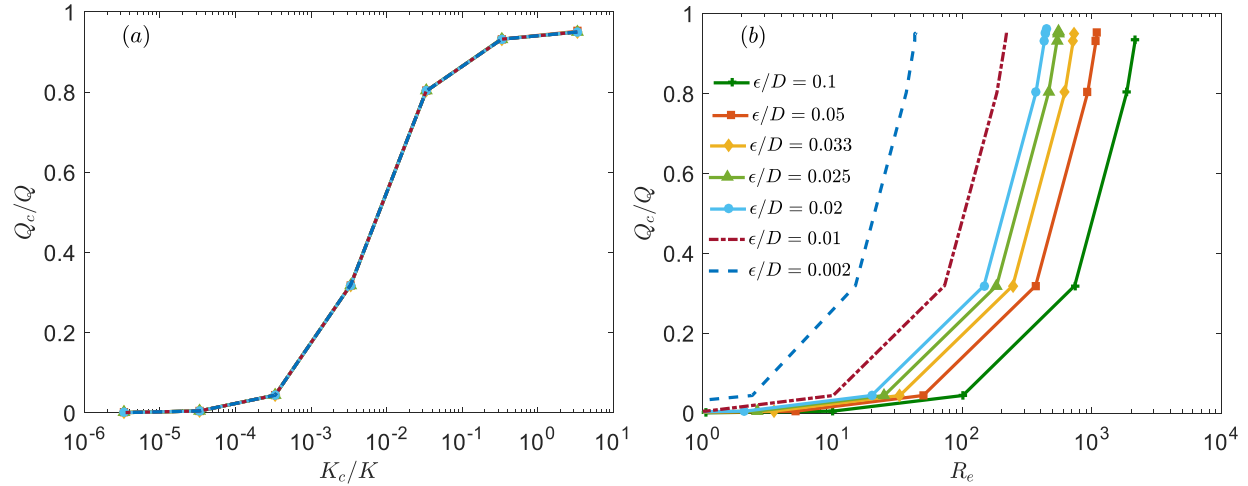 (a)
1
0.8
0.6
0.4
0.2
0
Q_c/Q
10^-6 10^-5 10^-4 10^-3 10^-2 10^-1 10^0 10^1
K_c/K
(b)
1
0.8
0.6
0.4
0.2
0
Q_c/Q
ϵ/D = 0.1
ϵ/D = 0.05
ϵ/D = 0.033
ϵ/D = 0.025
ϵ/D = 0.02
ϵ/D = 0.01
ϵ/D = 0.002
10^0 10^1 10^2 10^3 10^4
R_e